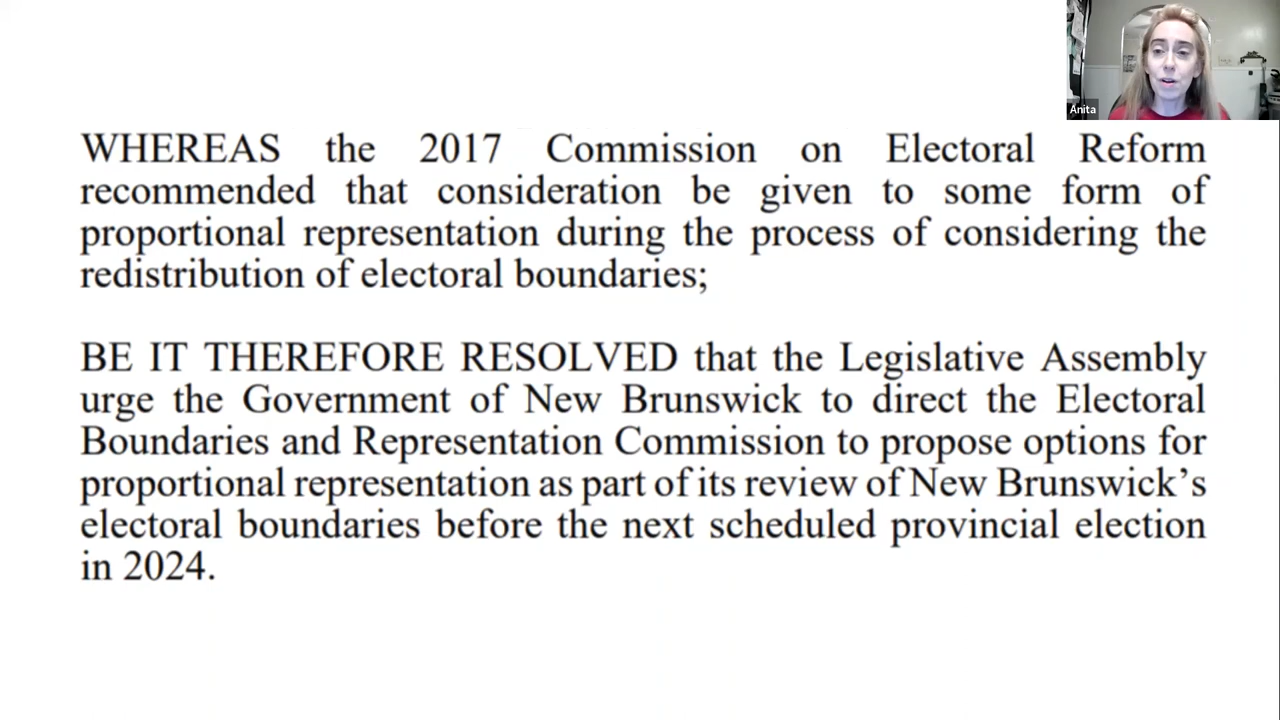 Anita
WHEREAS the 2017 Commission on Electoral Reform
recommended that consideration be given to some form of
proportional representation during the process of considering the
redistribution of electoral boundaries;
BE IT THEREFORE RESOLVED that the Legislative Assembly
urge the Government of New Brunswick to direct the Electoral
Boundaries and Representation Commission to propose options for
proportional representation as part of its review of New Brunswick’s
electoral boundaries before the next scheduled provincial election
in 2024.